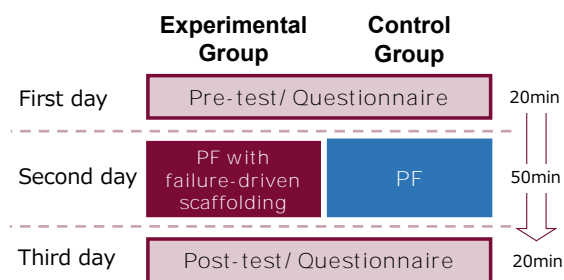 Experimental Group
Control Group
First day
Pre-test/ Questionnaire
20min
Second day
PF with
failure-driven
scaffolding
PF
50min
Third day
Post-test/ Questionnaire
20min